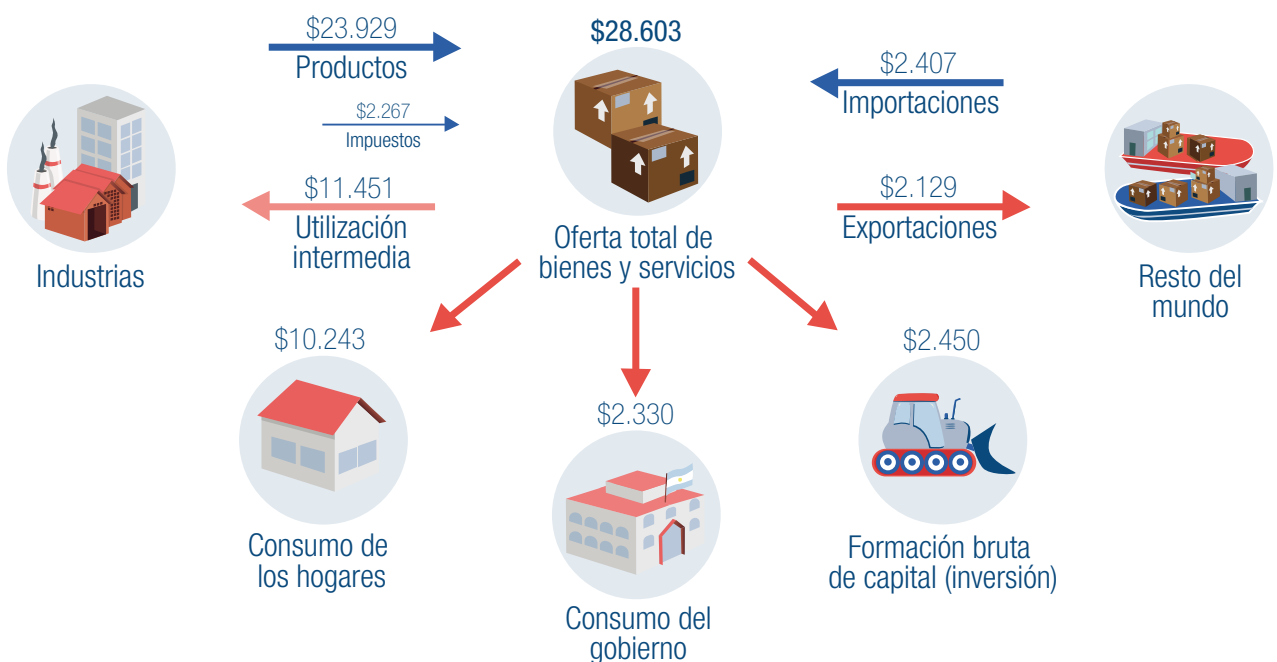 $23.929
Productos
$2.267
Impuestos
$11.451
Utilización
intermedia
Industrias
$28.603
Oferta total de
bienes y servicios
$2.407
Importaciones
$2.129
Exportaciones
Resto del
mundo
$10.243
Consumo de
los hogares
$2.330
Consumo del
gobierno
$2.450
Formación bruta
de capital (inversión)